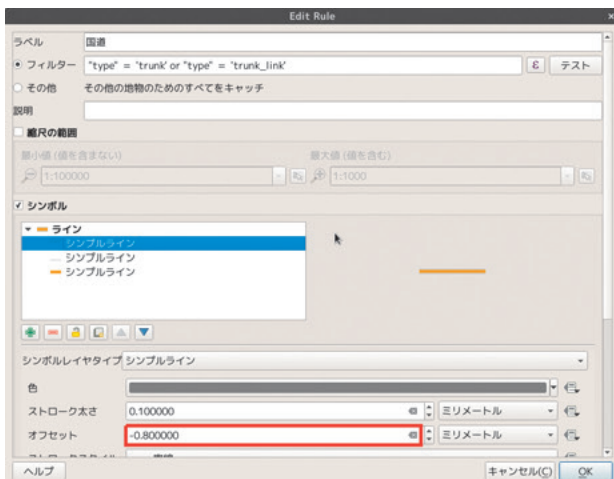 Edit Rule
ラベル 国道
フィルター "type" = 'trunk' or "type" = 'trunk_link' ε テスト
その他 その他の地物のためのすべてをキャッチ
説明
縮尺の範囲
最小値 (値を含まない) 最大値 (値を含む)
1:100000 1:1000
シンボル
ライン
シンプルライン
シンプルライン
シンプルライン
シンボルレイヤタイプ シンプルライン
色
ストローク太さ 0.100000 ミリメートル
オフセット -0.800000 ミリメートル
ヘルプ キャンセル(C) OK